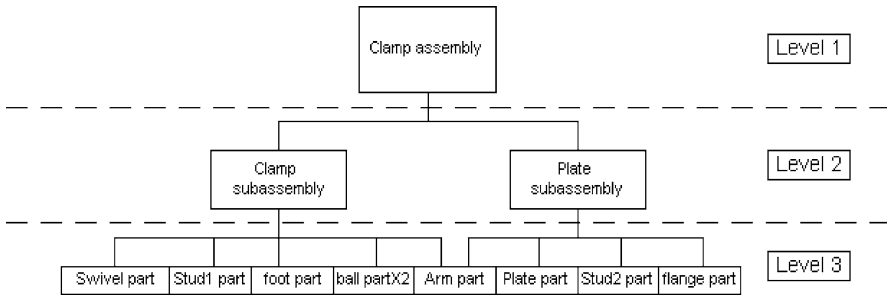 Clamp assembly
Level 1
Clamp
subassembly
Plate
subassembly
Level 2
Swivel part
Stud1 part
foot part
ball partX2
Arm part
Plate part
Stud2 part
flange part
Level 3